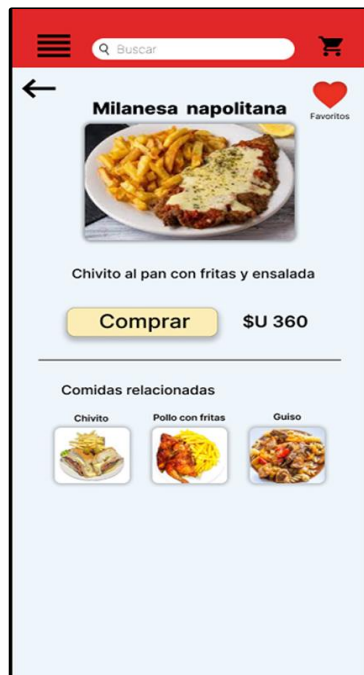 Buscar
Milanesa napolitana
Favoritos
Chivito al pan con fritas y ensalada
Comprar
$U 360
Comidas relacionadas
Chivito
Pollo con fritas
Guiso